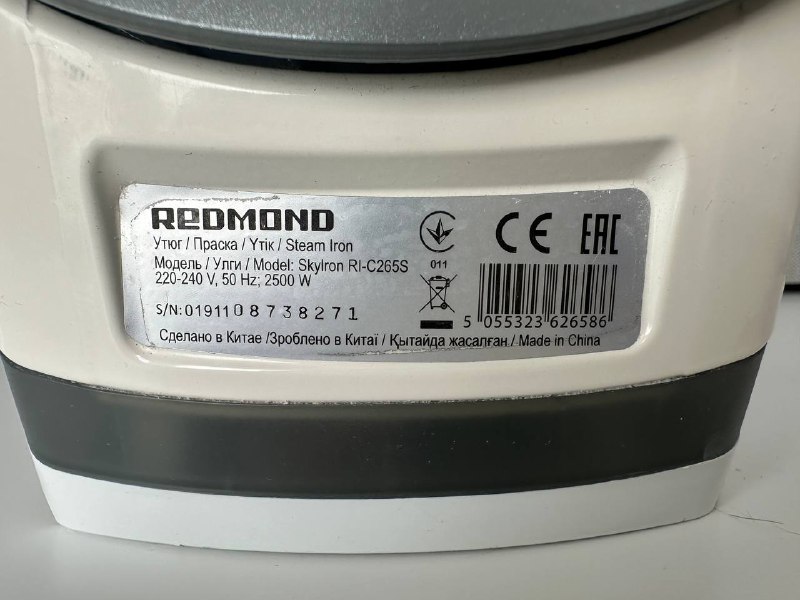 REDMOND
Утюг / Праска / Үтік / Steam Iron
Модель / Улгı / Model: SkyIron RI-C265S
220-240 V, 50 Hz; 2500 W
S/N: 0191108738271
Сделано в Китае /Зроблено в Китаї / Қытайда жасалған / Made in China
011
CE EAC
5 055323 626586